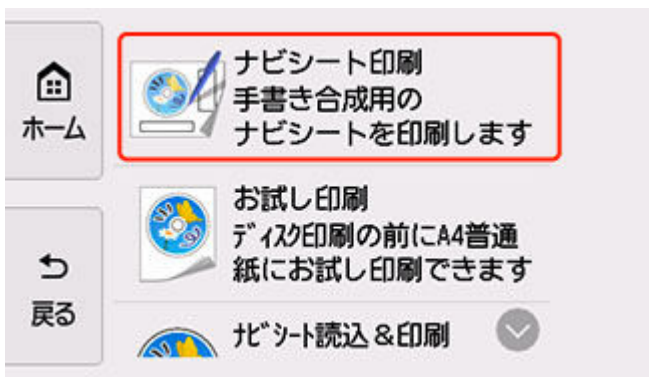 ホーム
戻る
ナビシート印刷
手書き合成用の
ナビシートを印刷します
お試し印刷
ディスク印刷の前にA4普通
紙にお試し印刷できます
ナビシート読込&印刷